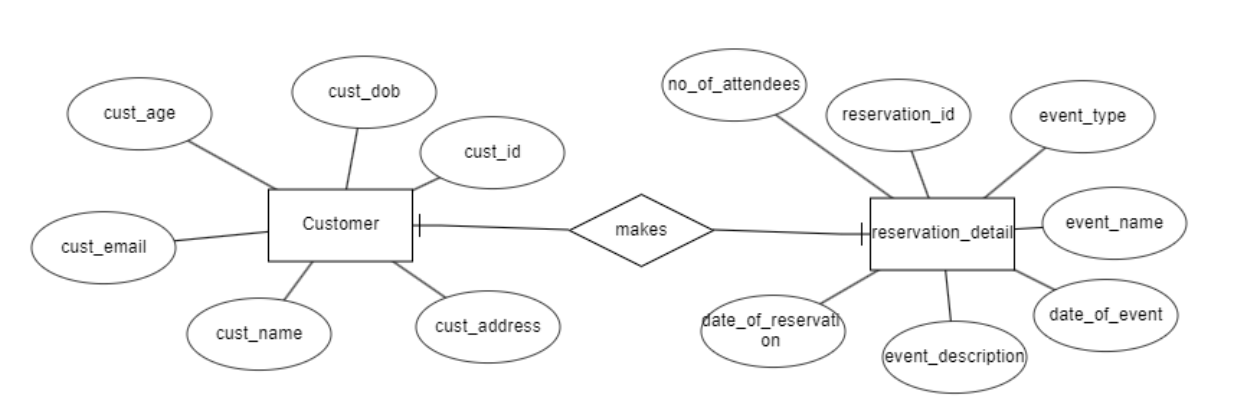 no_of_attendees
cust_dob
cust_age
reservation_id
event_type
cust_id
Customer
makes
reservation_detail
event_name
cust_email
date_of_reservati
on
date_of_event
cust_name
cust_address
event_description